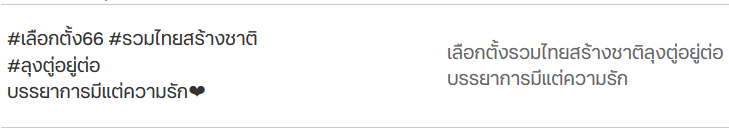 #เลือกตั้ง66 #รวมไทยสร้างชาติ
#ลุงตู่อยู่ต่อ
บรรยาการมีแต่ความรัก❤
เลือกตั้งรวมไทยสร้างชาติลุงตู่อยู่ต่อ
บรรยาการมีแต่ความรัก